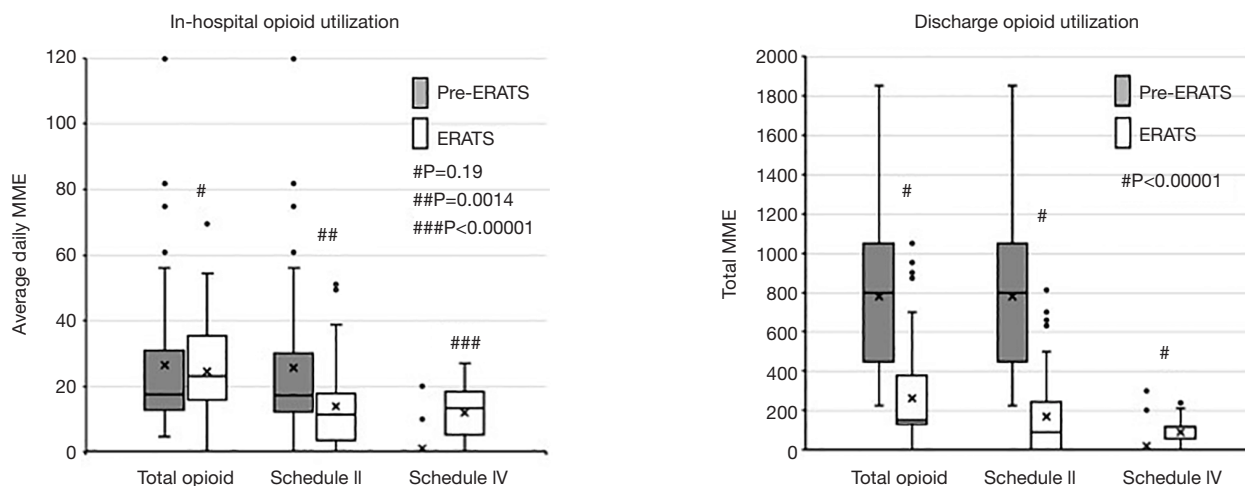 In-hospital opioid utilization
Average daily MME
120
100
80
60
40
20
0
Pre-ERATS
ERATS
#P=0.19
##P=0.0014
###P<0.00001
#
##
###
Total opioid
Schedule II
Schedule IV
Discharge opioid utilization
Total MME
2000
1800
1600
1400
1200
1000
800
600
400
200
0
Pre-ERATS
ERATS
#P<0.00001
#
#
#
Total opioid
Schedule II
Schedule IV